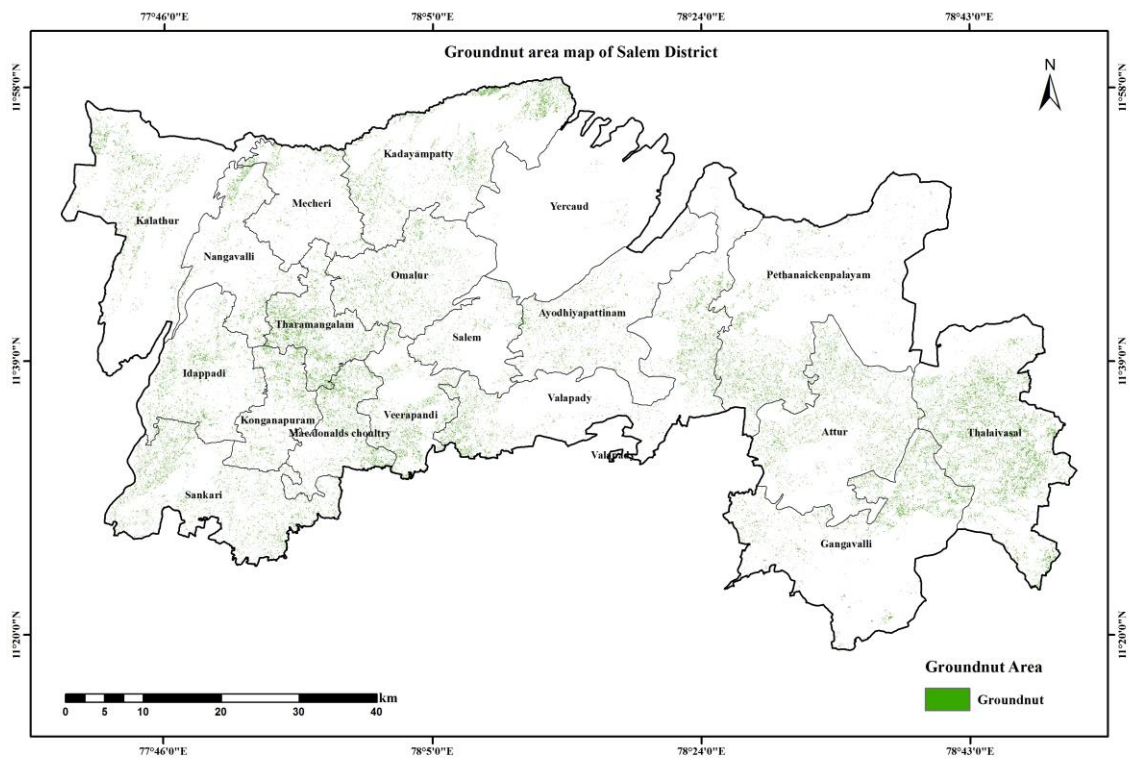 77°46'0"E 78°5'0"E 78°24'0"E 78°43'0"E
Groundnut area map of Salem District
N
11°58'0"N 11°58'0"N
Kadayampatty
Mecheri
Yercaud
Kalathur
Nangavalli
Omalur
Pethanaickenpalayam
Ayodhiyapattinam
Tharamangalam
Salem
11°39'0"N 11°39'0"N
Idappadi
Valapady
Veerapandi
Konganapuram
Macdonalds choultry
Attur
Thalaivasal
Valapady
Sankari
Gangavalli
11°20'0"N 11°20'0"N
Groundnut Area
Groundnut
km
0 5 10 20 30 40
77°46'0"E 78°5'0"E 78°24'0"E 78°43'0"E